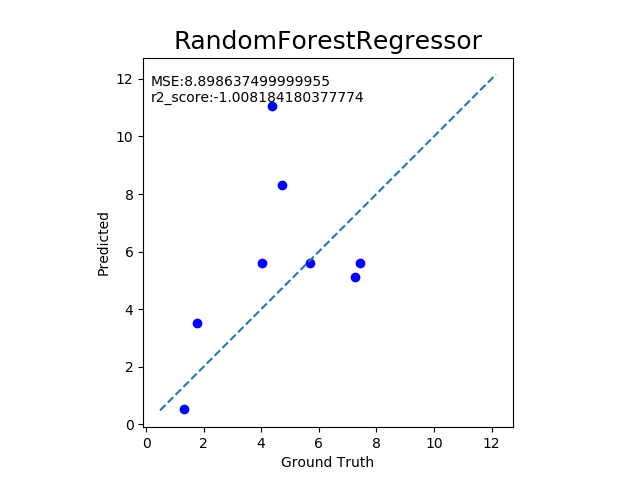 RandomForestRegressor
MSE:8.898637499999955
r2_score:-1.008184180377774
12
10
8
6
4
2
0
Predicted
0 2 4 6 8 10 12
Ground Truth